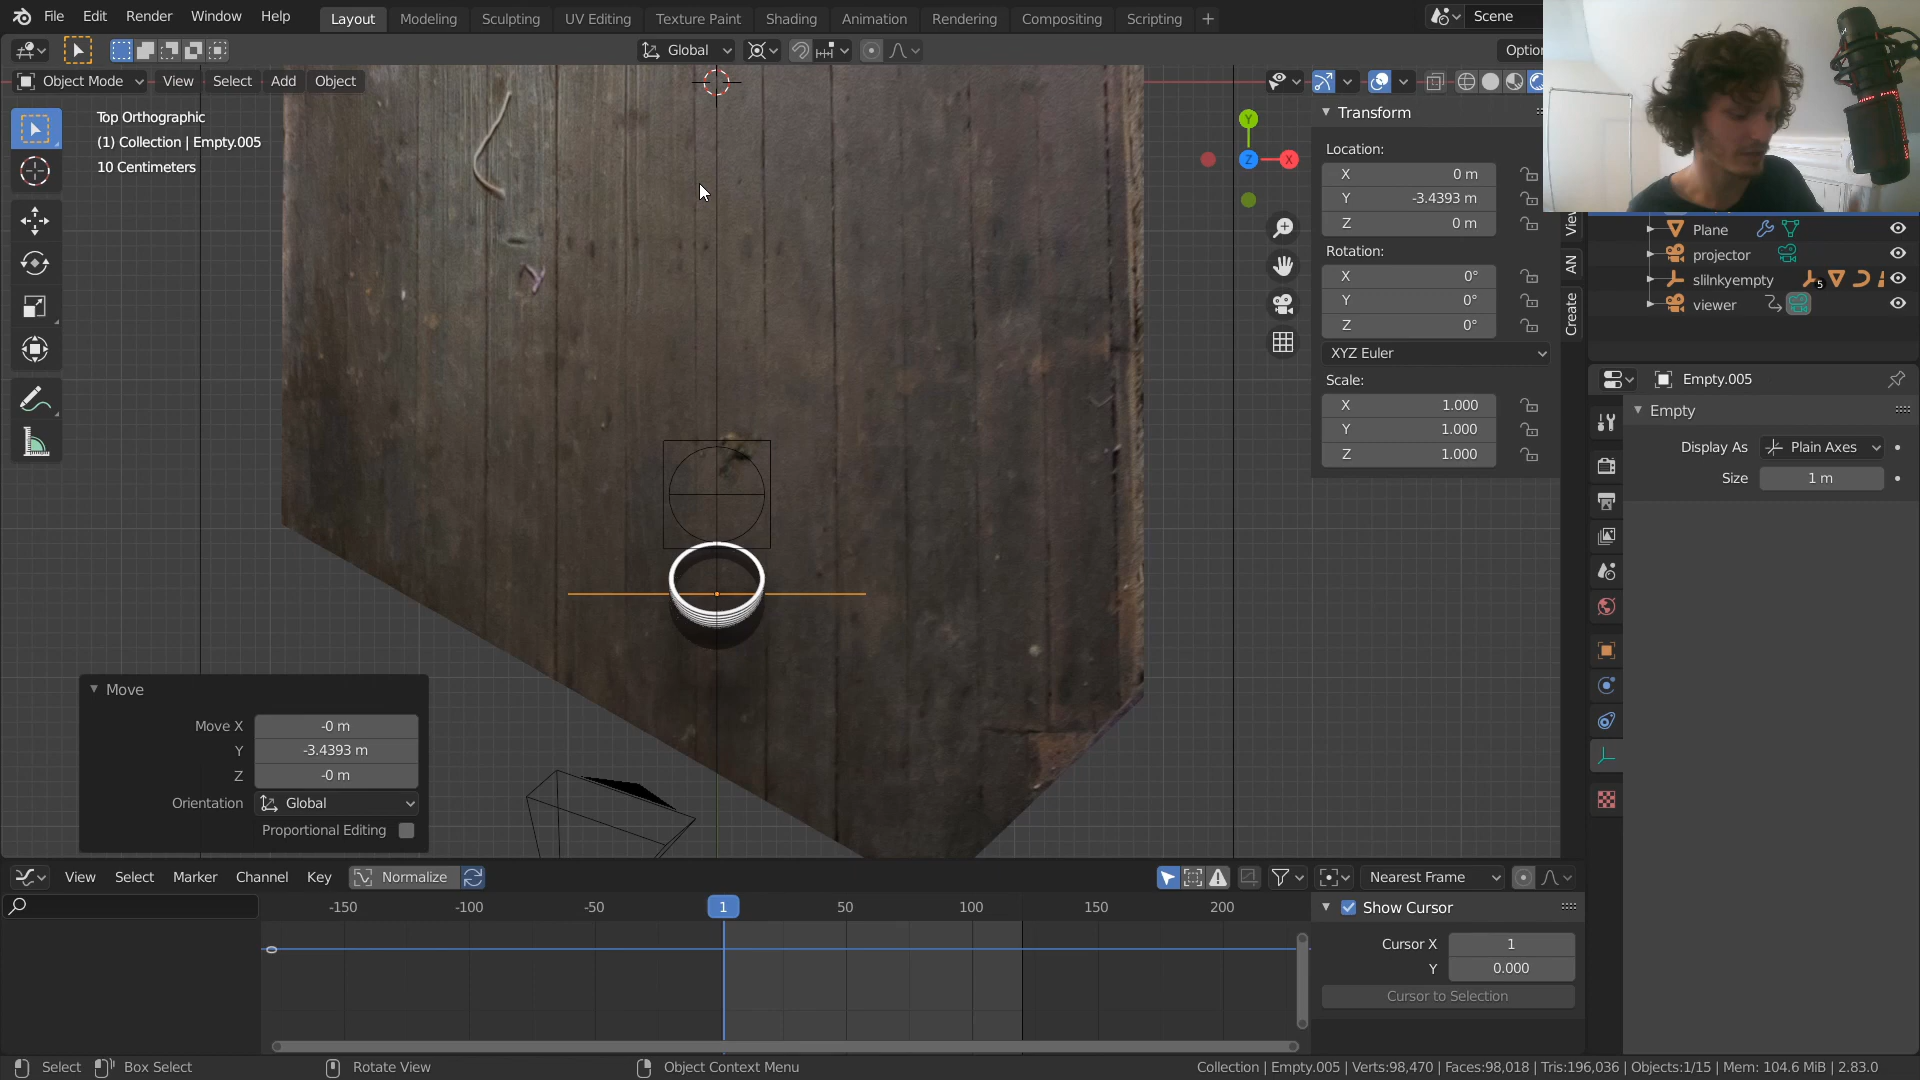 File Edit Render Window Help Layout Modeling Sculpting UV Editing Texture Paint Shading Animation Rendering Compositing Scripting + Scene
Global Optio
Object Mode View Select Add Object
Top Orthographic
(1) Collection | Empty.005
10 Centimeters
Y
Z
X
Transform
Location:
X 0 m
Y -3.4393 m
Z 0 m
Rotation:
X 0°
Y 0°
Z 0°
XYZ Euler
Scale:
X 1.000
Y 1.000
Z 1.000
AN
Create
Plane
projector
slilnkyempty 5
viewer
Empty.005
Empty
Display As Plain Axes
Size 1 m
Move
Move X -0 m
Y -3.4393 m
Z -0 m
Orientation Global
Proportional Editing
View Select Marker Channel Key Normalize Nearest Frame
-150 -100 -50 1 50 100 150 200
Show Cursor
Cursor X 1
Y 0.000
Cursor to Selection
Select Box Select Rotate View Object Context Menu Collection | Empty.005 | Verts:98,470 | Faces:98,018 | Tris:196,036 | Objects:1/15 | Mem: 104.6 MiB | 2.83.0